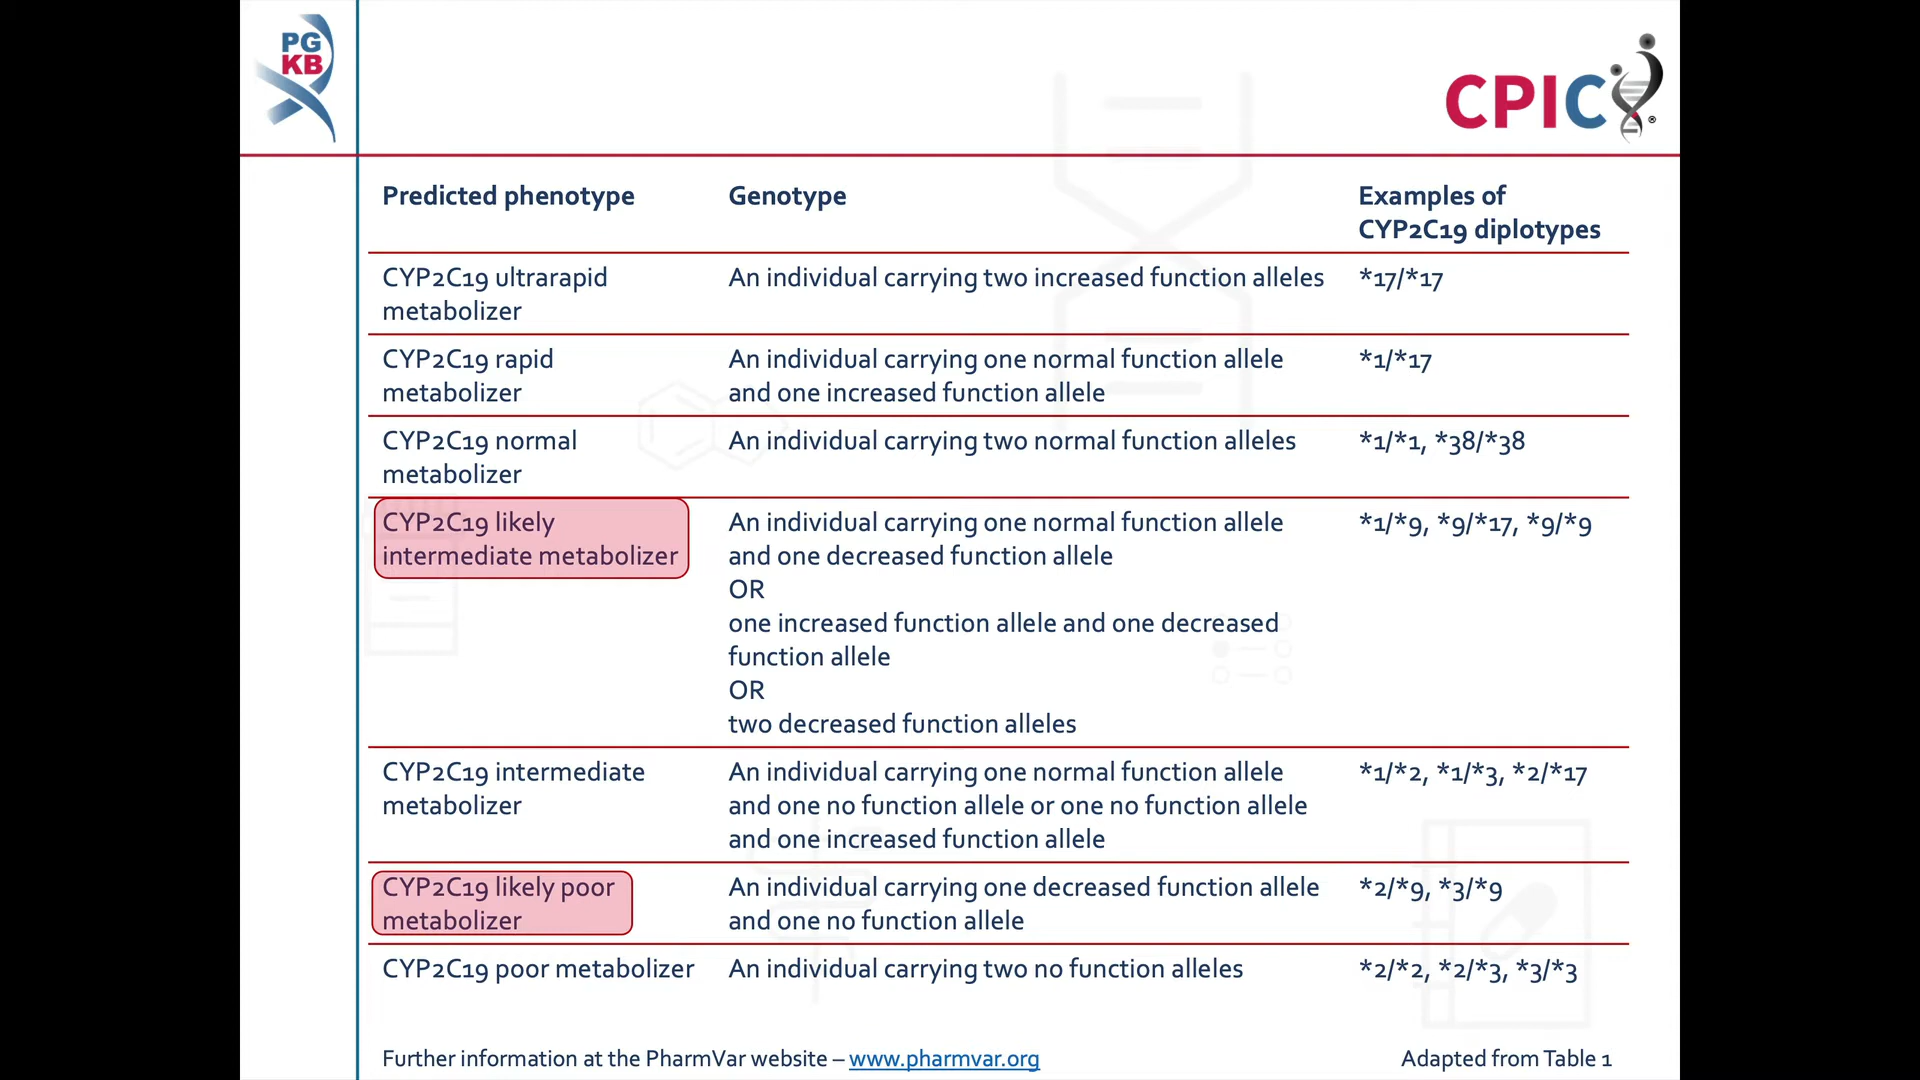 PG
KB
CPIC®
Predicted phenotype
Genotype
Examples of
CYP2C19 diplotypes
CYP2C19 ultrarapid
metabolizer
An individual carrying two increased function alleles
*17/*17
CYP2C19 rapid
metabolizer
An individual carrying one normal function allele
and one increased function allele
*1/*17
CYP2C19 normal
metabolizer
An individual carrying two normal function alleles
*1/*1, *38/*38
CYP2C19 likely
intermediate metabolizer
An individual carrying one normal function allele
and one decreased function allele
OR
one increased function allele and one decreased
function allele
OR
two decreased function alleles
*1/*9, *9/*17, *9/*9
CYP2C19 intermediate
metabolizer
An individual carrying one normal function allele
and one no function allele or one no function allele
and one increased function allele
*1/*2, *1/*3, *2/*17
CYP2C19 likely poor
metabolizer
An individual carrying one decreased function allele
and one no function allele
*2/*9, *3/*9
CYP2C19 poor metabolizer
An individual carrying two no function alleles
*2/*2, *2/*3, *3/*3
Further information at the PharmVar website – www.pharmvar.org
Adapted from Table 1